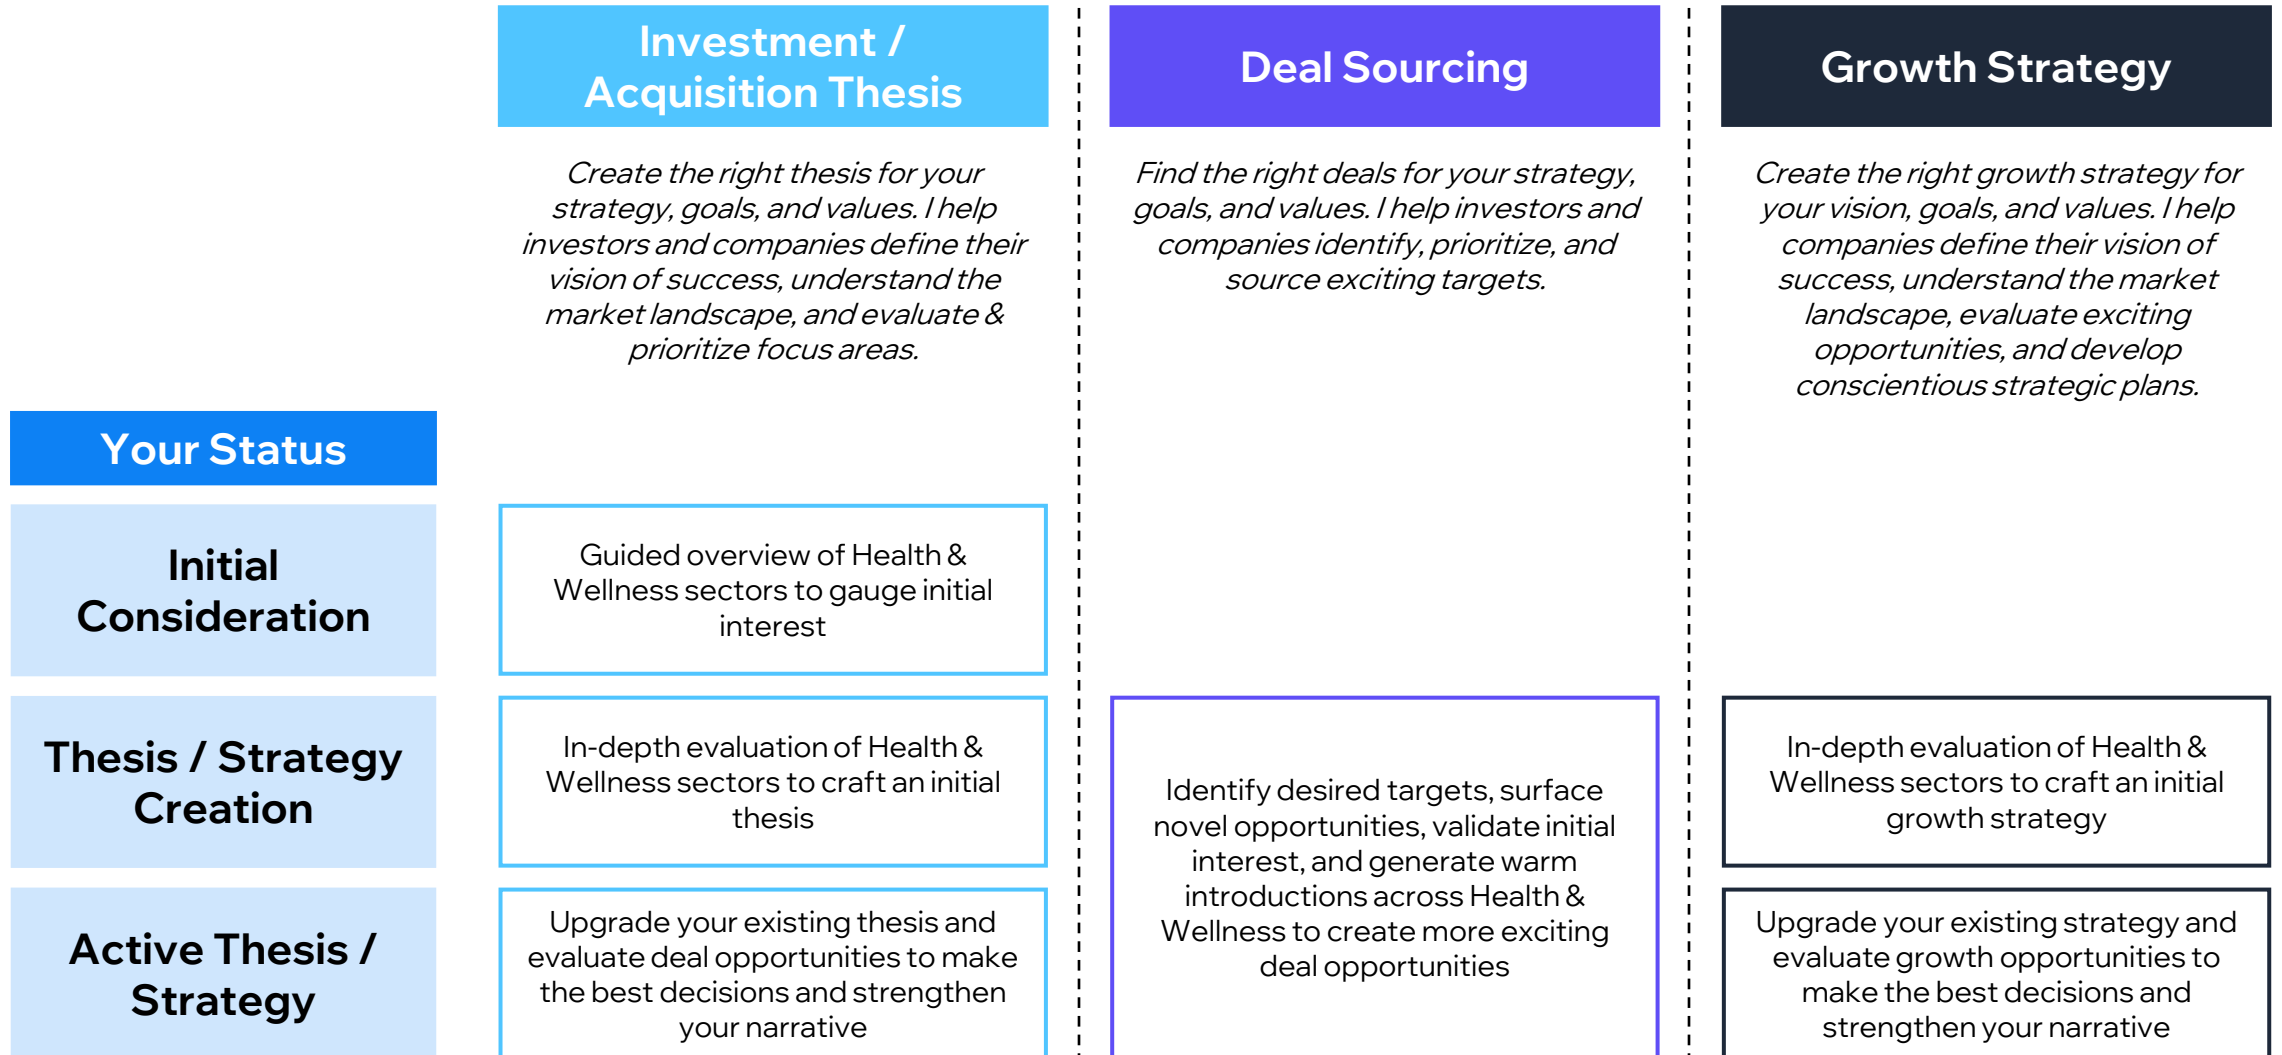 Investment /
Acquisition Thesis
Deal Sourcing
Growth Strategy
Create the right thesis for your
strategy, goals, and values. I help
investors and companies define their
vision of success, understand the
market landscape, and evaluate &
prioritize focus areas.
Find the right deals for your strategy,
goals, and values. I help investors and
companies identify, prioritize, and
source exciting targets.
Create the right growth strategy for
your vision, goals, and values. I help
companies define their vision of
success, understand the market
landscape, evaluate exciting
opportunities, and develop
conscientious strategic plans.
Your Status
Initial
Consideration
Guided overview of Health &
Wellness sectors to gauge initial
interest
Thesis / Strategy
Creation
In-depth evaluation of Health &
Wellness sectors to craft an initial
thesis
Identify desired targets, surface
novel opportunities, validate initial
interest, and generate warm
introductions across Health &
Wellness to create more exciting
deal opportunities
In-depth evaluation of Health &
Wellness sectors to craft an initial
growth strategy
Active Thesis /
Strategy
Upgrade your existing thesis and
evaluate deal opportunities to make
the best decisions and strengthen
your narrative
Upgrade your existing strategy and
evaluate growth opportunities to
make the best decisions and
strengthen your narrative